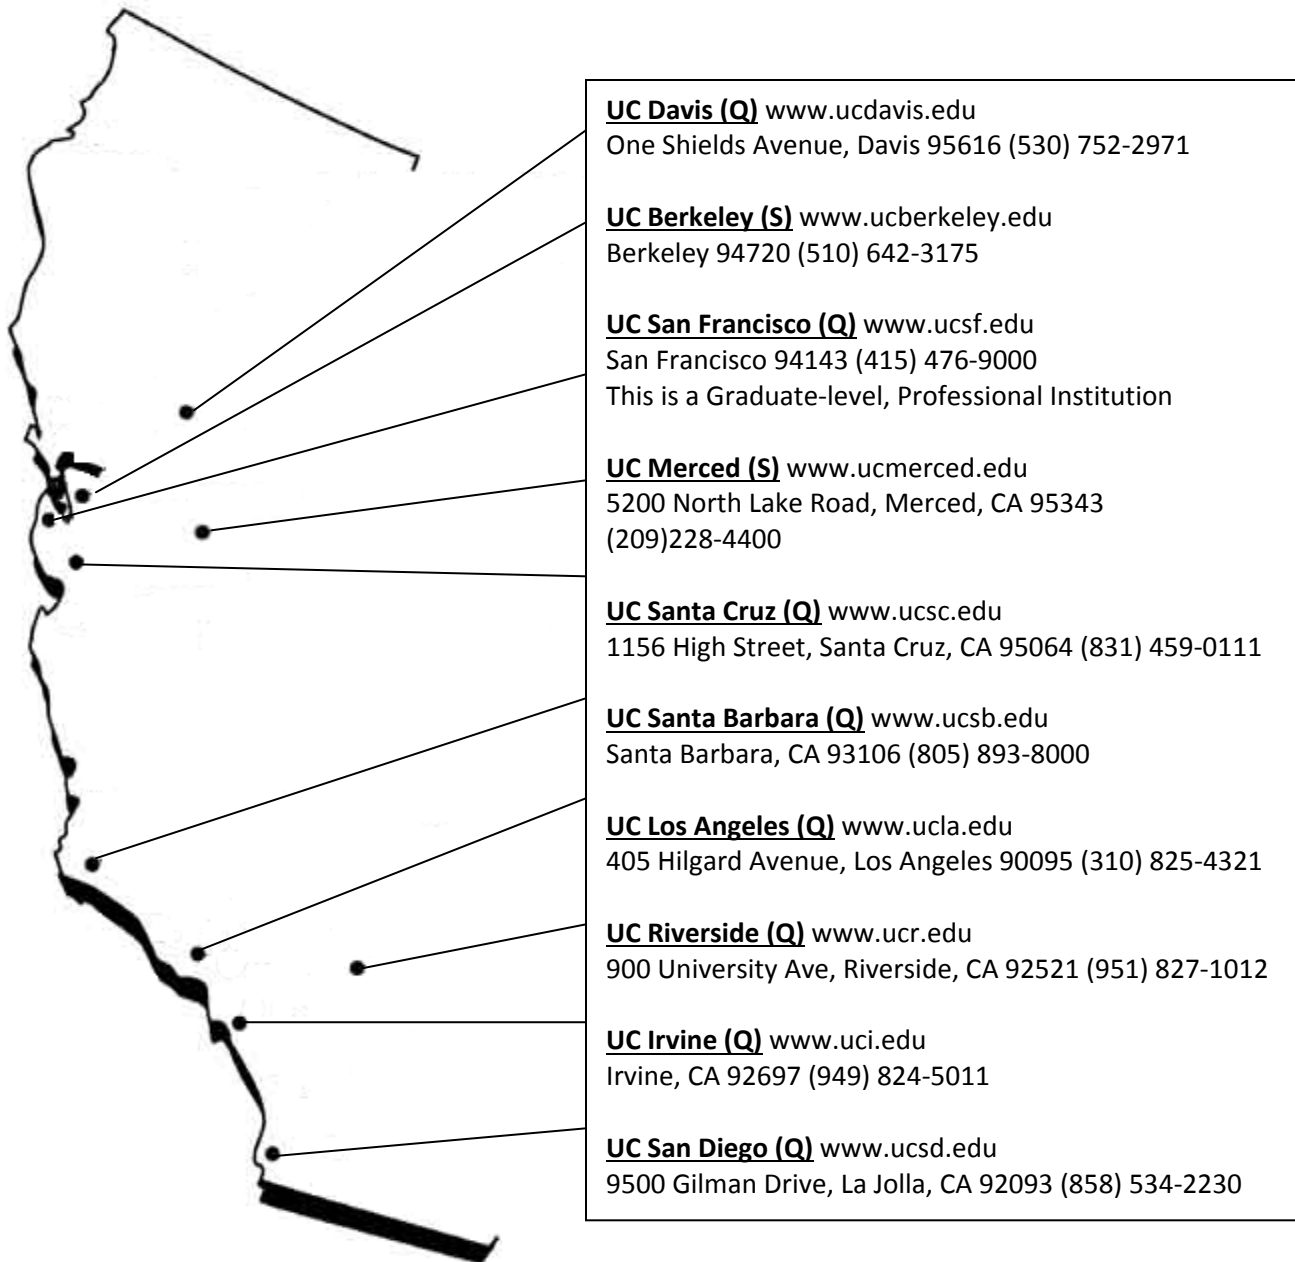 UC Davis (Q) www.ucdavis.edu
One Shields Avenue, Davis 95616 (530) 752-2971
UC Berkeley (S) www.ucberkeley.edu
Berkeley 94720 (510) 642-3175
UC San Francisco (Q) www.ucsf.edu
San Francisco 94143 (415) 476-9000
This is a Graduate-level, Professional Institution
UC Merced (S) www.ucmerced.edu
5200 North Lake Road, Merced, CA 95343
(209)228-4400
UC Santa Cruz (Q) www.ucsc.edu
1156 High Street, Santa Cruz, CA 95064 (831) 459-0111
UC Santa Barbara (Q) www.ucsb.edu
Santa Barbara, CA 93106 (805) 893-8000
UC Los Angeles (Q) www.ucla.edu
405 Hilgard Avenue, Los Angeles 90095 (310) 825-4321
UC Riverside (Q) www.ucr.edu
900 University Ave, Riverside, CA 92521 (951) 827-1012
UC Irvine (Q) www.uci.edu
Irvine, CA 92697 (949) 824-5011
UC San Diego (Q) www.ucsd.edu
9500 Gilman Drive, La Jolla, CA 92093 (858) 534-2230